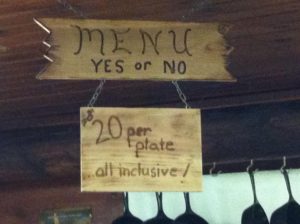 MENU
YES or NO
$20 per
plate
all inclusive!